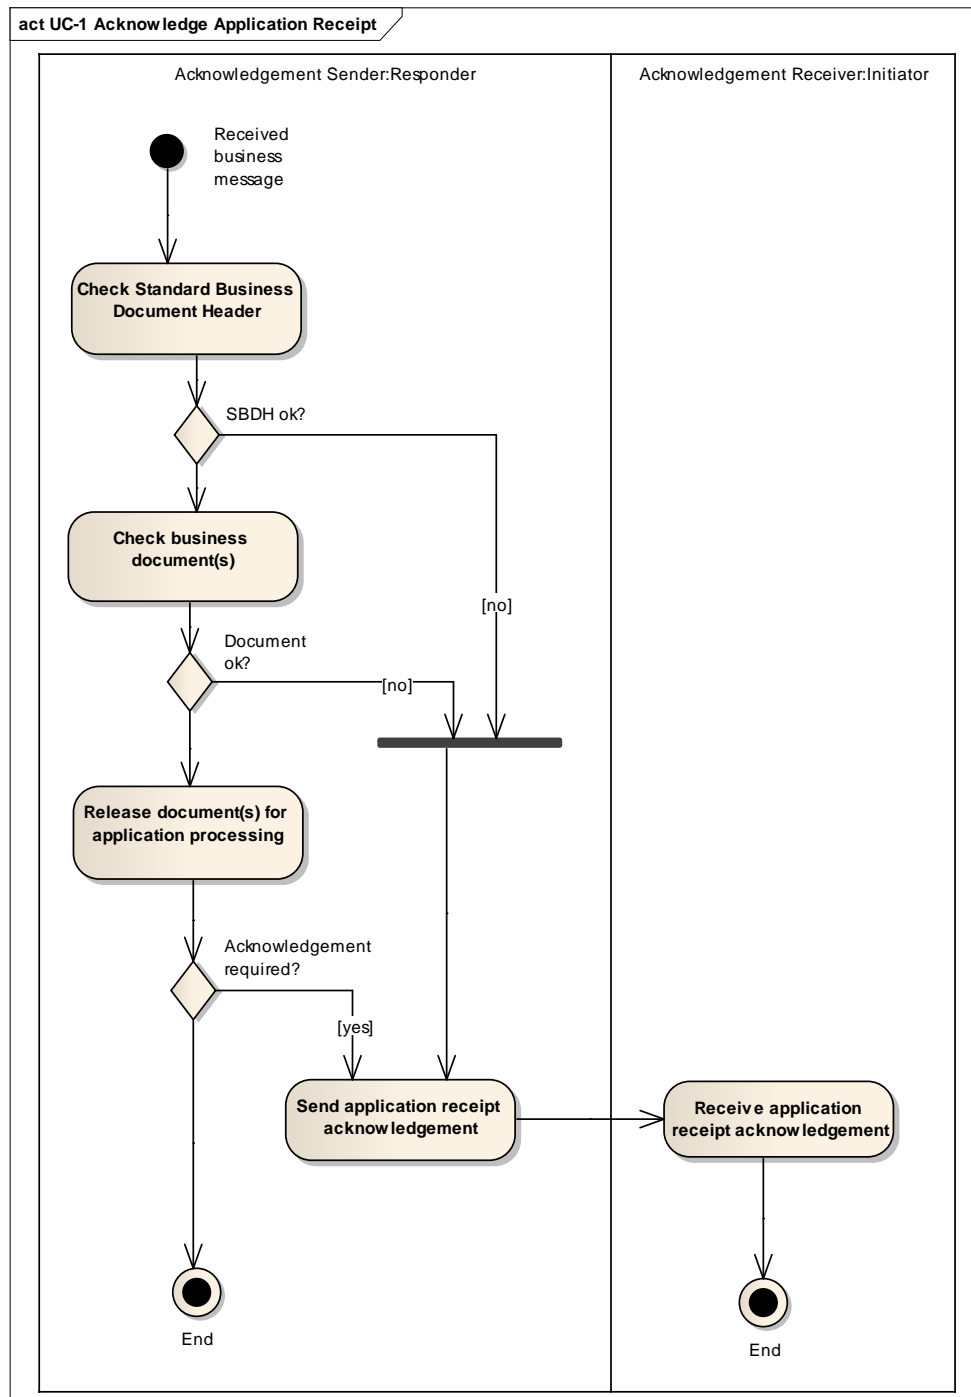 act UC-1 Acknowledge Application Receipt
Acknowledgement Sender:Responder
Acknowledgement Receiver:Initiator
Received
business
message
Check Standard Business
Document Header
SBDH ok?
Check business
document(s)
[no]
Document
ok?
[no]
Release document(s) for
application processing
Acknowledgement
required?
[yes]
Send application receipt
acknowledgement
Receive application
receipt acknowledgement
End
End